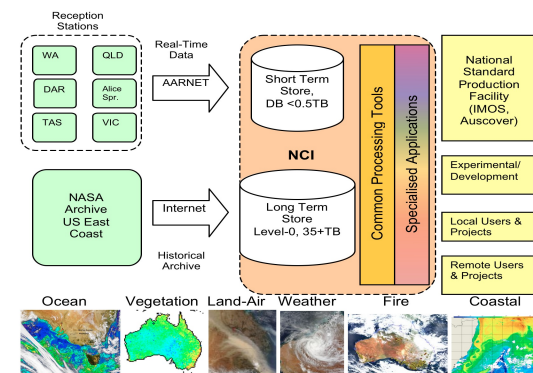 Reception
Stations
WA
QLD
DAR
Alice
Spr.
TAS
VIC
Real-Time
Data
AARNET
NASA
Archive
US East
Coast
Internet
Historical
Archive
Short Term
Store,
DB <0.5TB
NCI
Long Term
Store
Level-0, 35+TB
Common Processing Tools
Specialised Applications
National
Standard
Production
Facility
(IMOS,
Auscover)
Experimental/
Development
Local Users &
Projects
Remote Users
& Projects
Ocean
Vegetation
Land-Air
Weather
Fire
Coastal